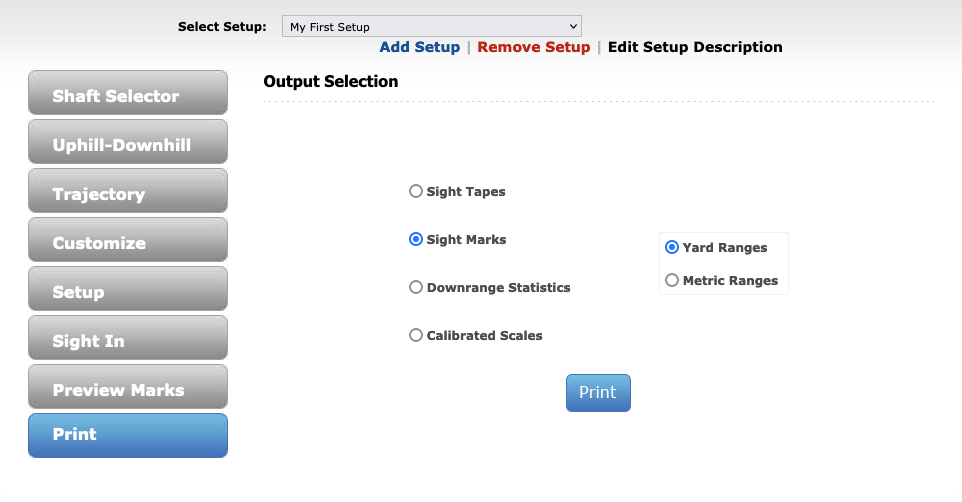 Select Setup: My First Setup
Add Setup | Remove Setup | Edit Setup Description
Output Selection
Shaft Selector
Uphill-Downhill
Trajectory
Customize
Setup
Sight In
Preview Marks
Print
Sight Tapes
Sight Marks
Downrange Statistics
Calibrated Scales
Yard Ranges
Metric Ranges
Print